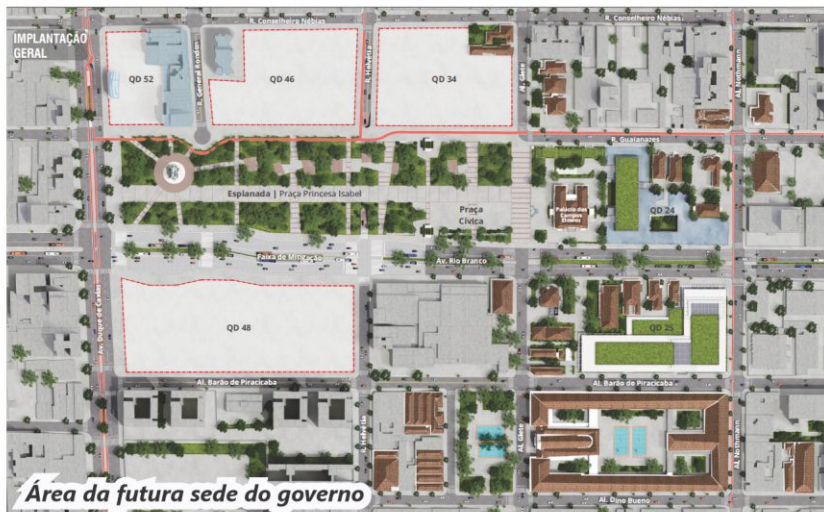 IMPLANTAÇÃO
GERAL
R. Conselheiro Nébias
R. Conselheiro Nébias
QD 52
R. General Rondon
QD 46
R. Helvétia
QD 34
R. Glete
Al. Nothmann
R. Guaianazes
Esplanada | Praça Princesa Isabel
Praça
Cívica
Palácio dos
Campos
Elíseos
QD 24
Faixa de Mitigação
Av. Rio Branco
Av. Duque de Caxias
QD 48
QD 25
Al. Barão de Piracicaba
Al. Barão de Piracicaba
R. Helvétia
Al. Glete
Al. Nothmann
Al. Dino Bueno
Área da futura sede do governo